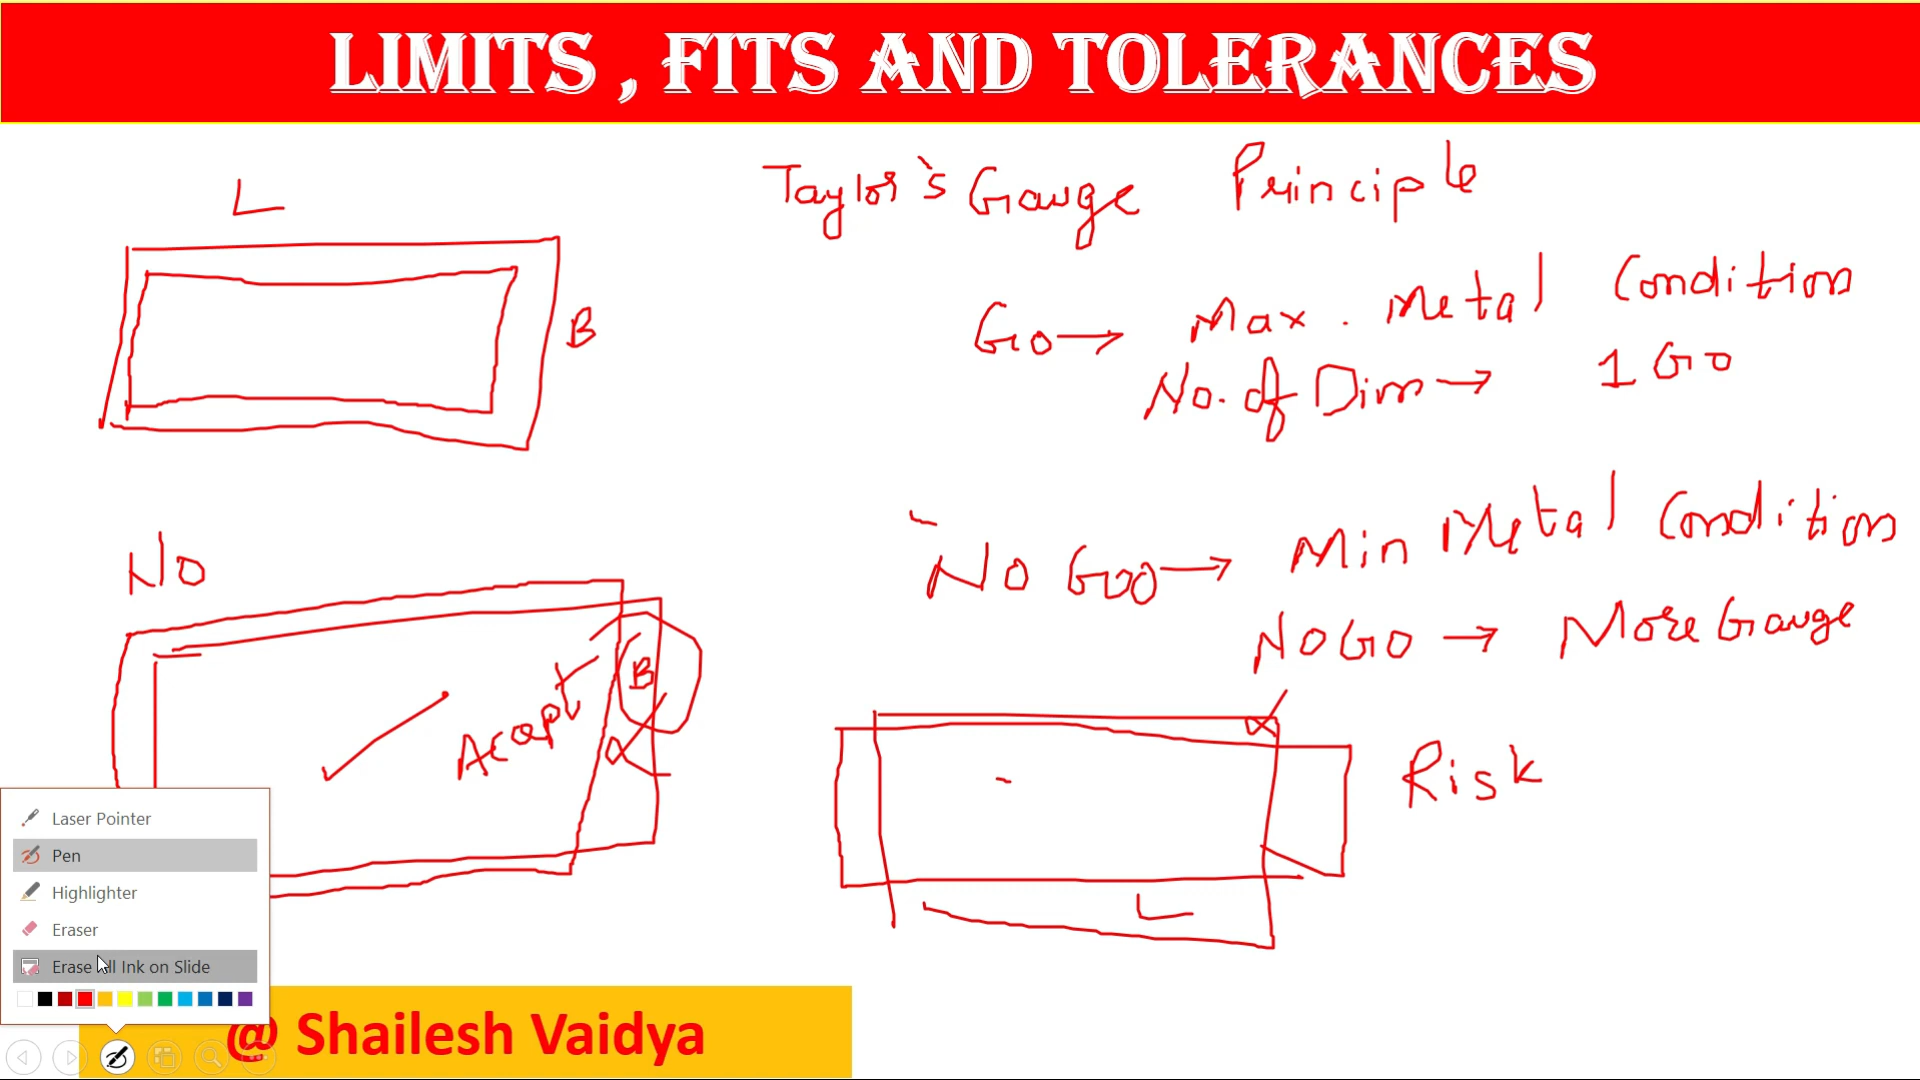 LIMITS , FITS AND TOLERANCES
Taylor's Gauge Principle
L
B
Go → Max. Metal Condition
No. of Dim → 1 Go
No Goo → Min Metal Condition
No Go → More Gauge
No
B
Accept
Risk
L
Laser Pointer
Pen
Highlighter
Eraser
Erase All Ink on Slide
@ Shailesh Vaidya